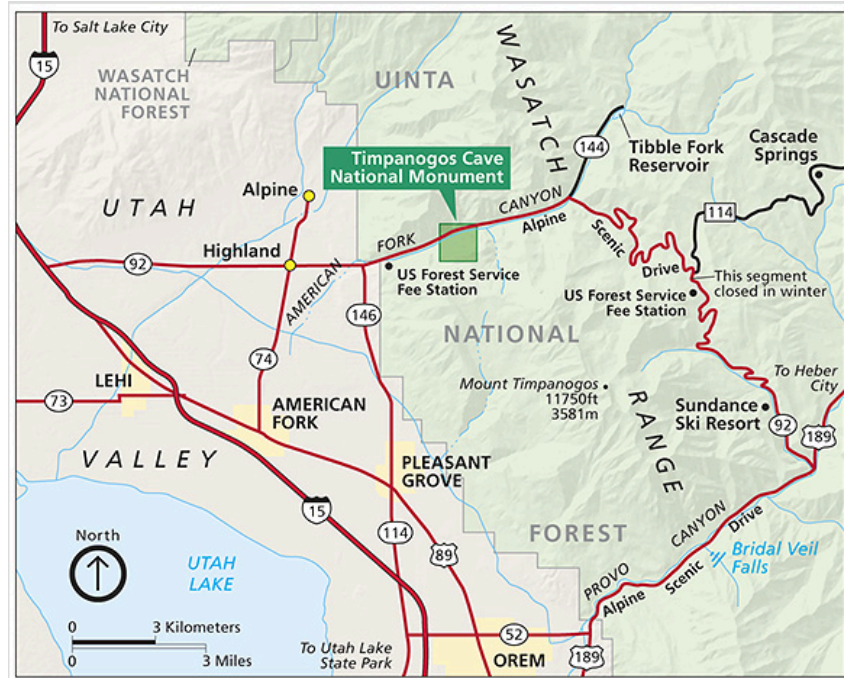 To Salt Lake City
15
WASATCH
NATIONAL
FOREST
UINTA
WASATCH
144
Tibble Fork
Reservoir
Cascade
Springs
Timpanogos Cave
National Monument
Alpine
UTAH
CANYON
Alpine
114
Highland
FORK
Scenic
92
AMERICAN
US Forest Service
Fee Station
Drive
This segment
closed in winter
US Forest Service
Fee Station
146
NATIONAL
74
To Heber
City
LEHI
Mount Timpanogos
11750ft
3581m
RANGE
73
AMERICAN
FORK
Sundance
Ski Resort
92
189
VALLEY
PLEASANT
GROVE
15
CANYON
Drive
North
114
FOREST
89
UTAH
LAKE
Bridal Veil
Falls
PROVO
Scenic
Alpine
0
3 Kilometers
0
3 Miles
To Utah Lake
State Park
52
OREM
189